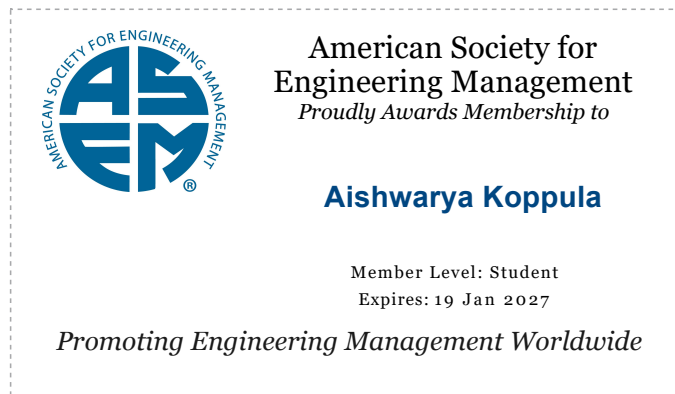 AMERICAN SOCIETY FOR ENGINEERING MANAGEMENT
AS
EM®
American Society for
Engineering Management
Proudly Awards Membership to
Aishwarya Koppula
Member Level: Student
Expires: 19 Jan 2027
Promoting Engineering Management Worldwide